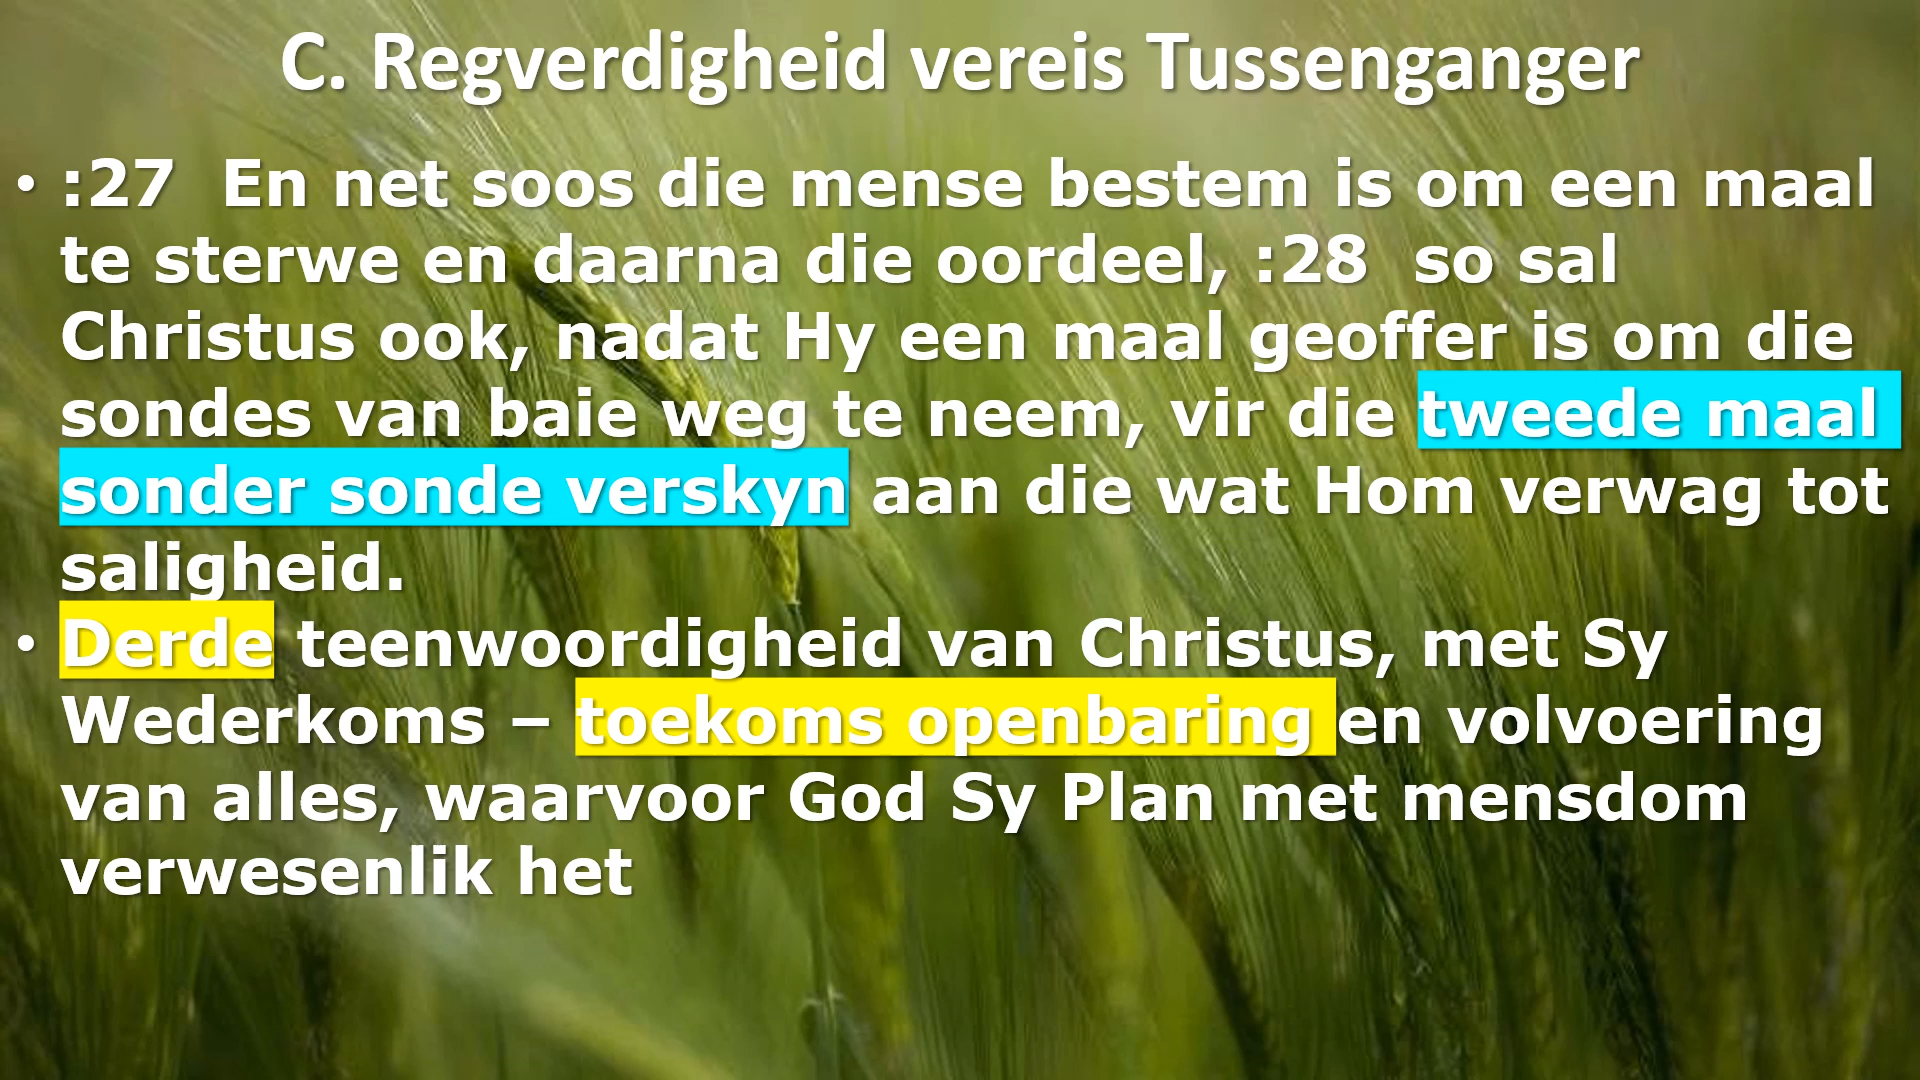 C. Regverdigheid vereis Tussenganger
• :27  En net soos die mense bestem is om een maal
te sterwe en daarna die oordeel, :28  so sal
Christus ook, nadat Hy een maal geoffer is om die
sondes van baie weg te neem, vir die tweede maal
sonder sonde verskyn aan die wat Hom verwag tot
saligheid.
• Derde teenwoordigheid van Christus, met Sy
Wederkoms – toekoms openbaring en volvoering
van alles, waarvoor God Sy Plan met mensdom
verwesenlik het